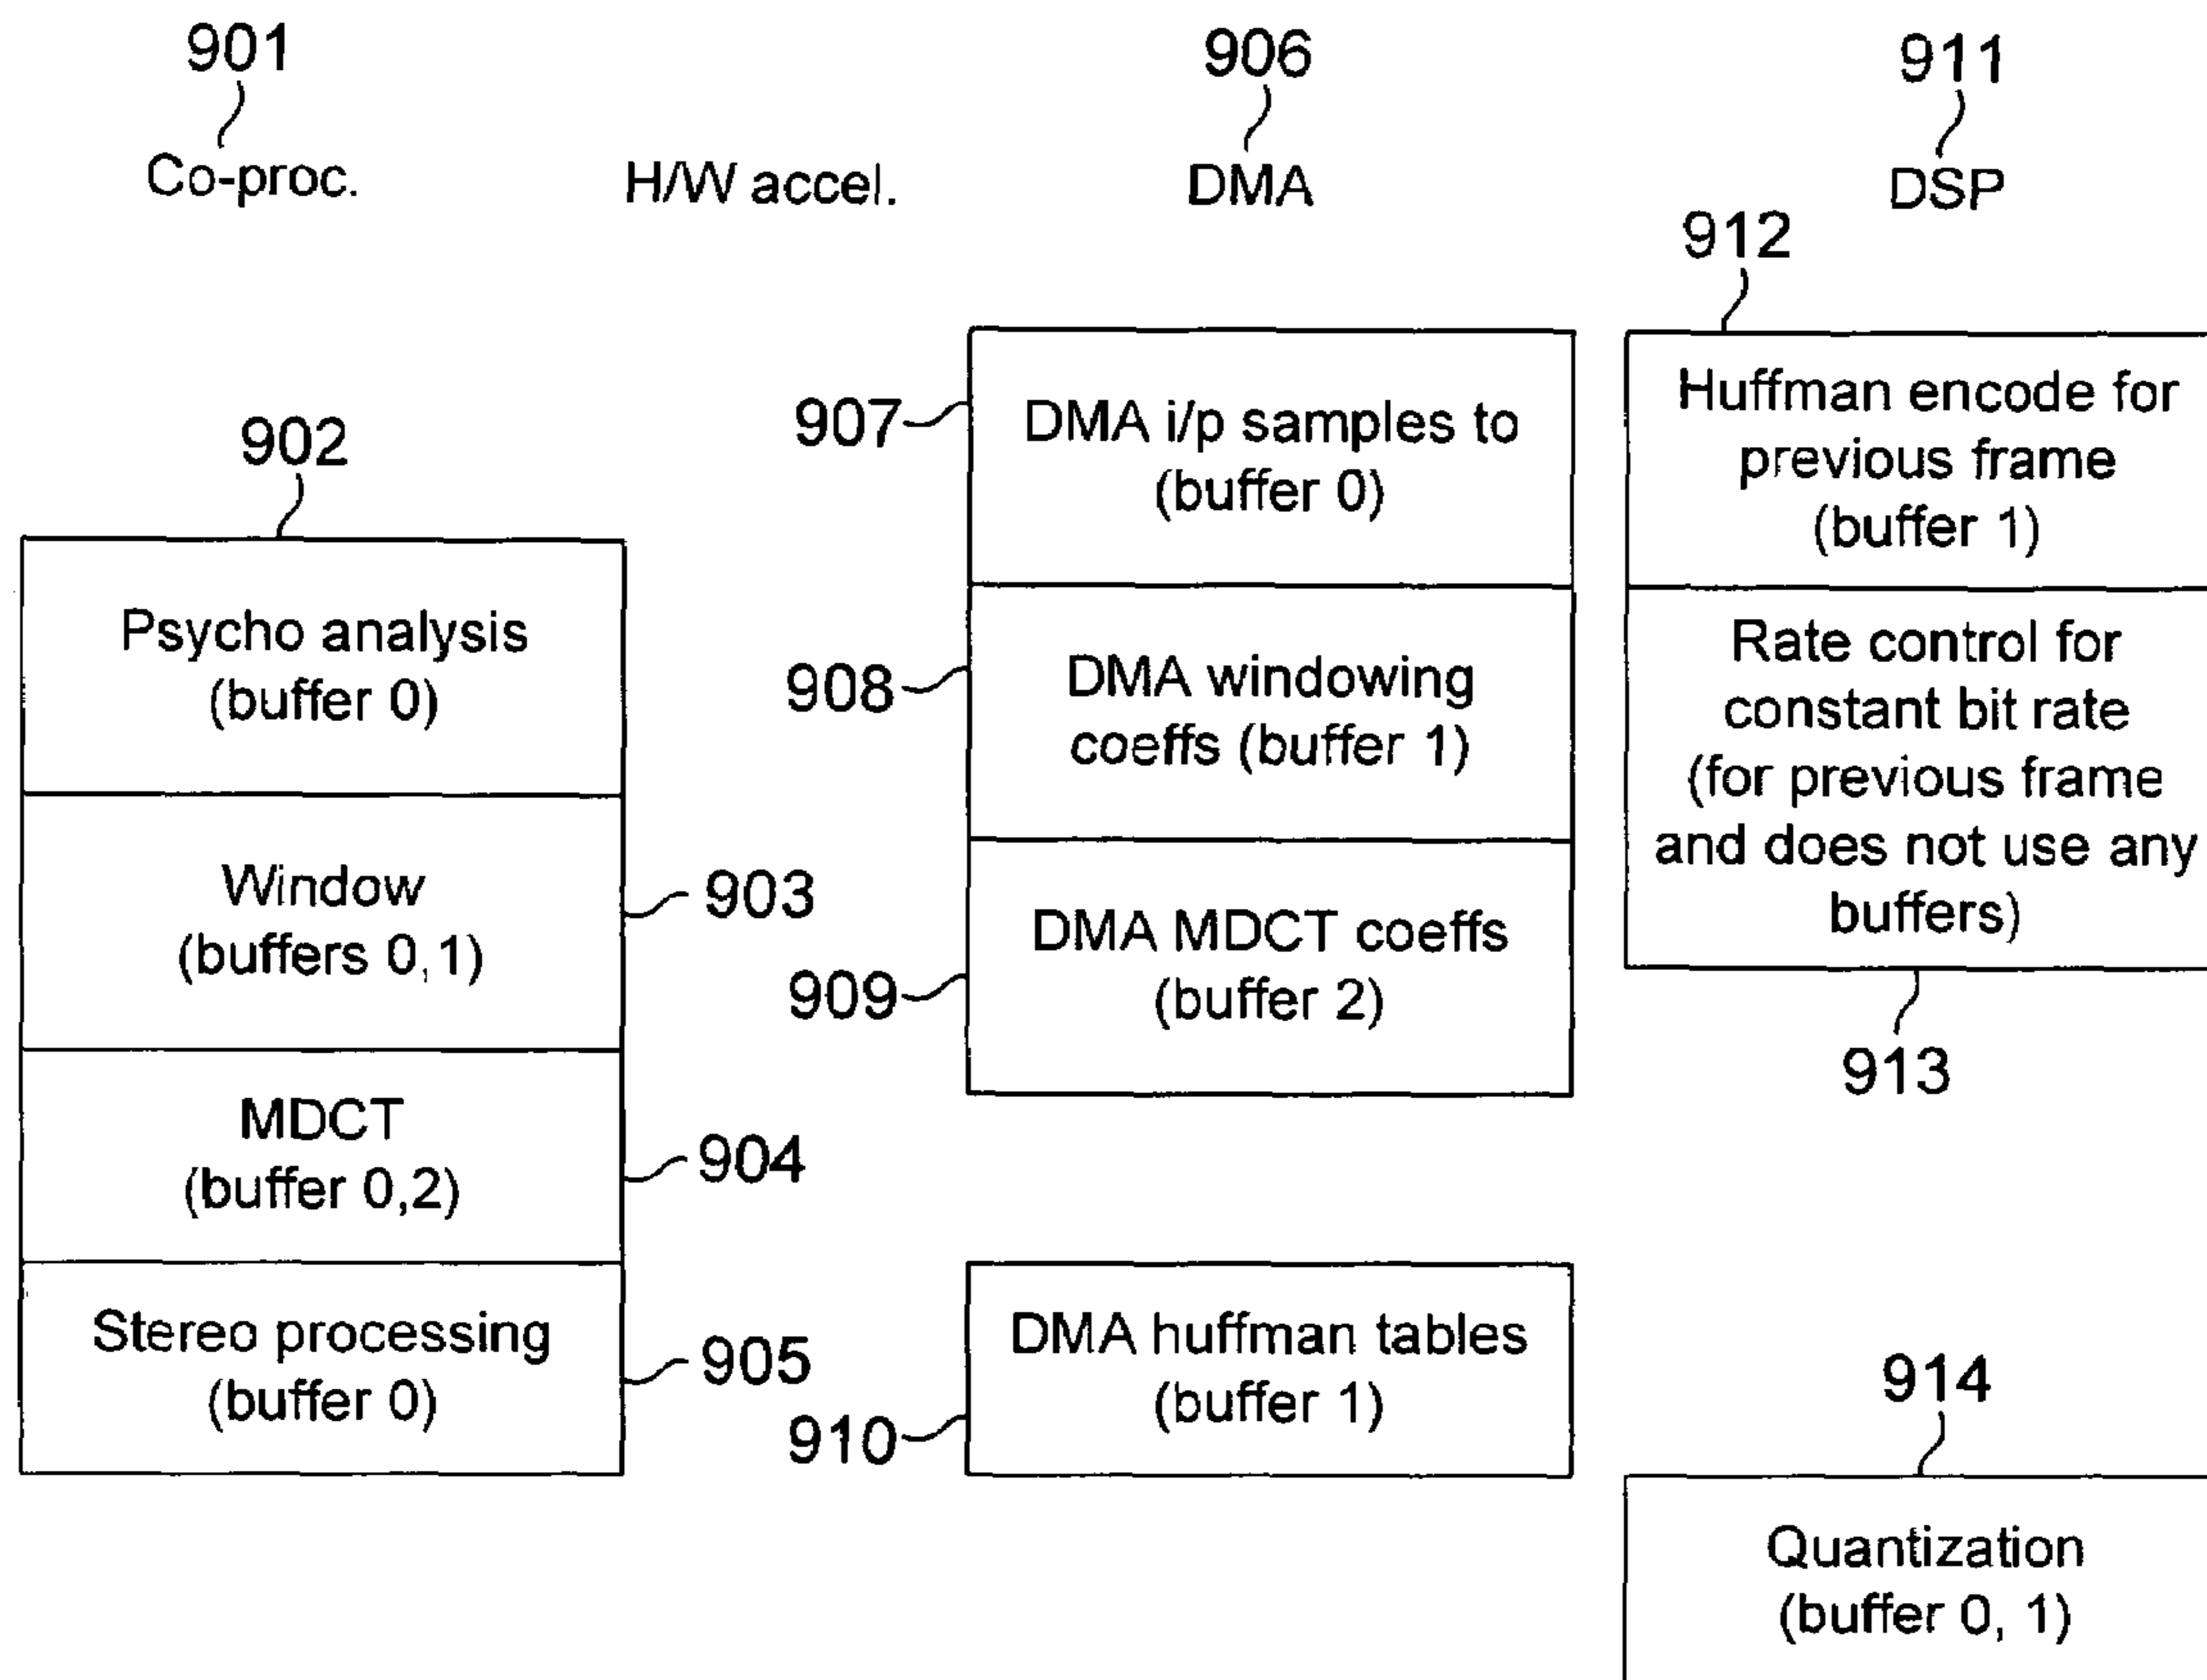 901
906
911
Co-proc.
H/W accel.
DMA
DSP
912
902
Psycho analysis
(buffer 0)
Window
(buffers 0,1)
903
MDCT
(buffer 0,2)
904
Stereo processing
(buffer 0)
905
907
DMA i/p samples to
(buffer 0)
908
DMA windowing
coeffs (buffer 1)
909
DMA MDCT coeffs
(buffer 2)
910
DMA huffman tables
(buffer 1)
Huffman encode for
previous frame
(buffer 1)
Rate control for
constant bit rate
(for previous frame
and does not use any
buffers)
913
914
Quantization
(buffer 0, 1)